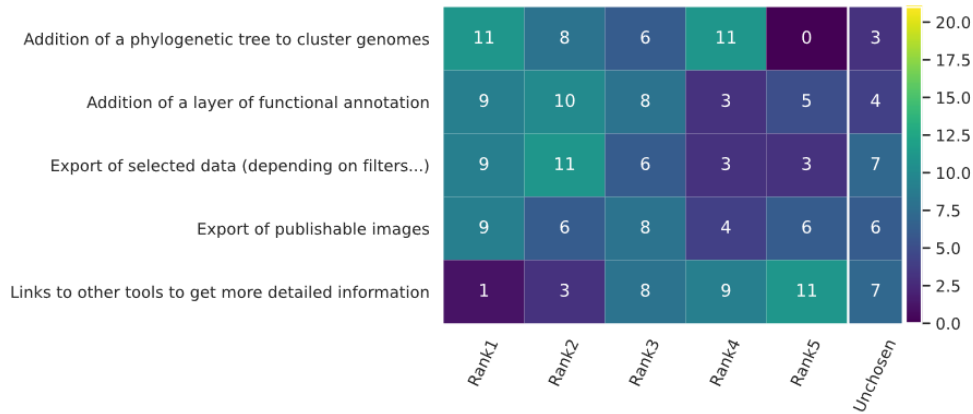 Addition of a phylogenetic tree to cluster genomes 11 8 6 11 0 3
Addition of a layer of functional annotation 9 10 8 3 5 4
Export of selected data (depending on filters...) 9 11 6 3 3 7
Export of publishable images 9 6 8 4 6 6
Links to other tools to get more detailed information 1 3 8 9 11 7
Rank1 Rank2 Rank3 Rank4 Rank5 Unchosen
20.0
17.5
15.0
12.5
10.0
7.5
5.0
2.5
0.0